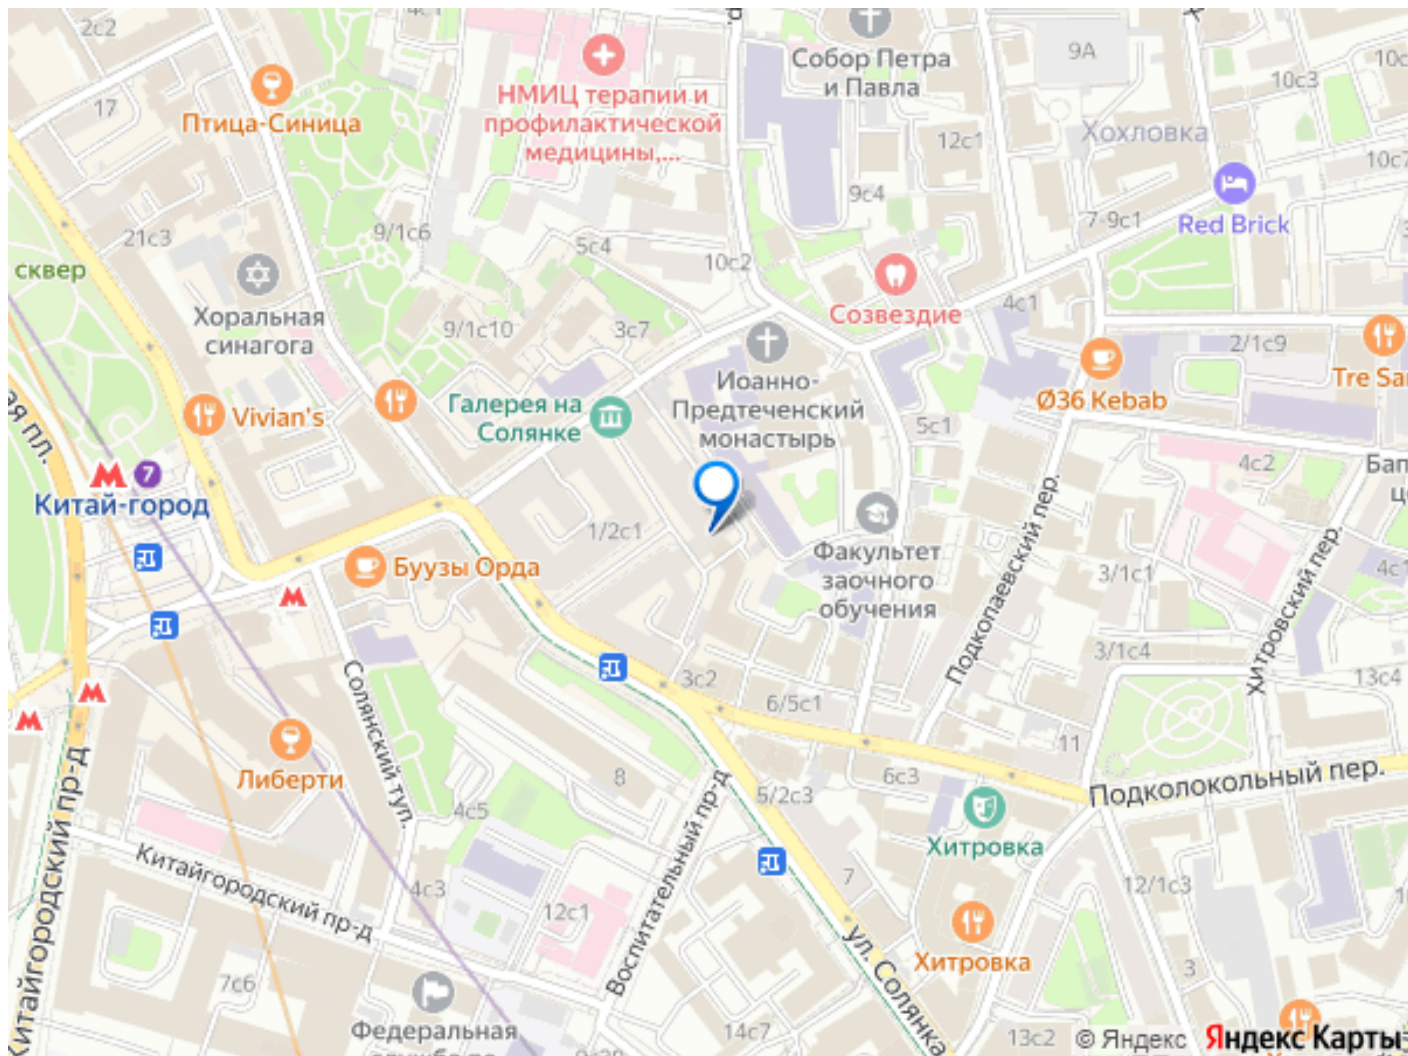 2с2
4с1
17
Птица-Синица
НМИЦ терапии и
профилактической
медицины,...
Собор Петра
и Павла
9А
10с3
12с1
Хохловка
10с7
9с4
Red Brick
7-9с1
21с3
9/1с6
5с4
10с2
сквер
Хоральная
синагога
9/1с10
3с7
Созвездие
4с1
2/1с9
Иоанно-
Предтеченский
монастырь
Ø36 Kebab
Vivian's
Галерея на
Солянке
5с1
4с2
7
Китай-город
1/2с1
Буузы Орда
Факультет
заочного
обучения
Подкопаевский пер.
3/1с1
Хитровский пер.
3/1с4
13с4
Солянский туп.
3с2
6/5с1
11
Либерти
8
6с3
5/2с3
Подколокольный пер.
4с5
Хитровка
Китайгородский пр-д
Китайгородский пр-д
4с3
12с1
Воспитательный пр-д
7
12/1с3
ул. Солянка
Хитровка
7с6
3
Федеральная
14с7
13с2
© Яндекс
Яндекс Карты